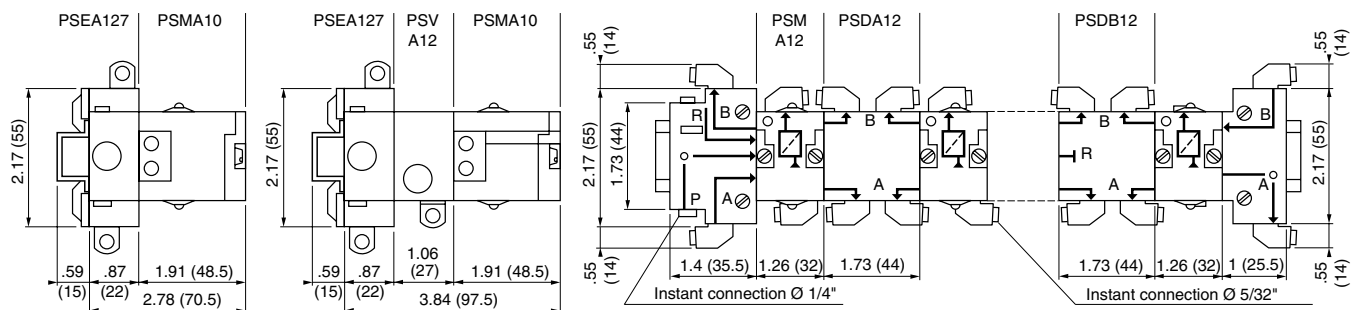 PSEA127 PSMA10
2.17 (55)
.59
(15)
.87
(22)
1.91 (48.5)
2.78 (70.5)
PSEA127 PSV
A12
PSMA10
2.17 (55)
.59
(15)
.87
(22)
1.06
(27)
1.91 (48.5)
3.84 (97.5)
.55
(14)
PSM
A12
PSDA12
PSDB12
.55
(14)
2.17 (55)
1.73 (44)
R
B
P
A
B
A
B
R
A
B
A
2.17 (55)
.55
(14)
1.4 (35.5)
1.26 (32)
1.73 (44)
1.73 (44)
1.26 (32)
1 (25.5)
.55
(14)
Instant connection Ø 1/4"
Instant connection Ø 5/32"